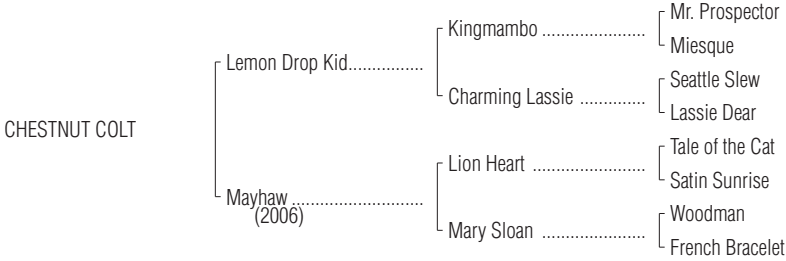 Mr. Prospector
Kingmambo ......................
Miesque
Lemon Drop Kid................
Seattle Slew
Charming Lassie ..............
Lassie Dear
CHESTNUT COLT
Tale of the Cat
Lion Heart ........................
Satin Sunrise
Mayhaw ............................
(2006)
Woodman
Mary Sloan ......................
French Bracelet